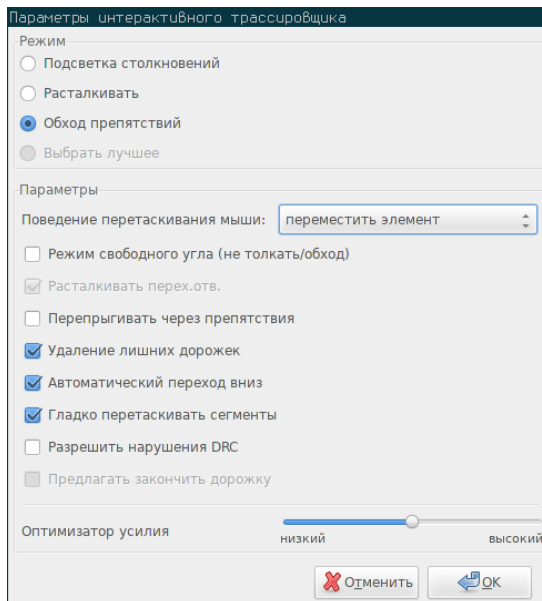 Параметры интерактивного трассировщика
Режим
Подсветка столкновений
Расталкивать
Обход препятствий
Выбрать лучшее
Параметры
Поведение перетаскивания мыши: переместить элемент
Режим свободного угла (не толкать/обход)
Расталкивать перех.отв.
Перепрыгивать через препятствия
Удаление лишних дорожек
Автоматический переход вниз
Гладко перетаскивать сегменты
Разрешить нарушения DRC
Предлагать закончить дорожку
Оптимизатор усилия
низкий высокий
Отменить OK